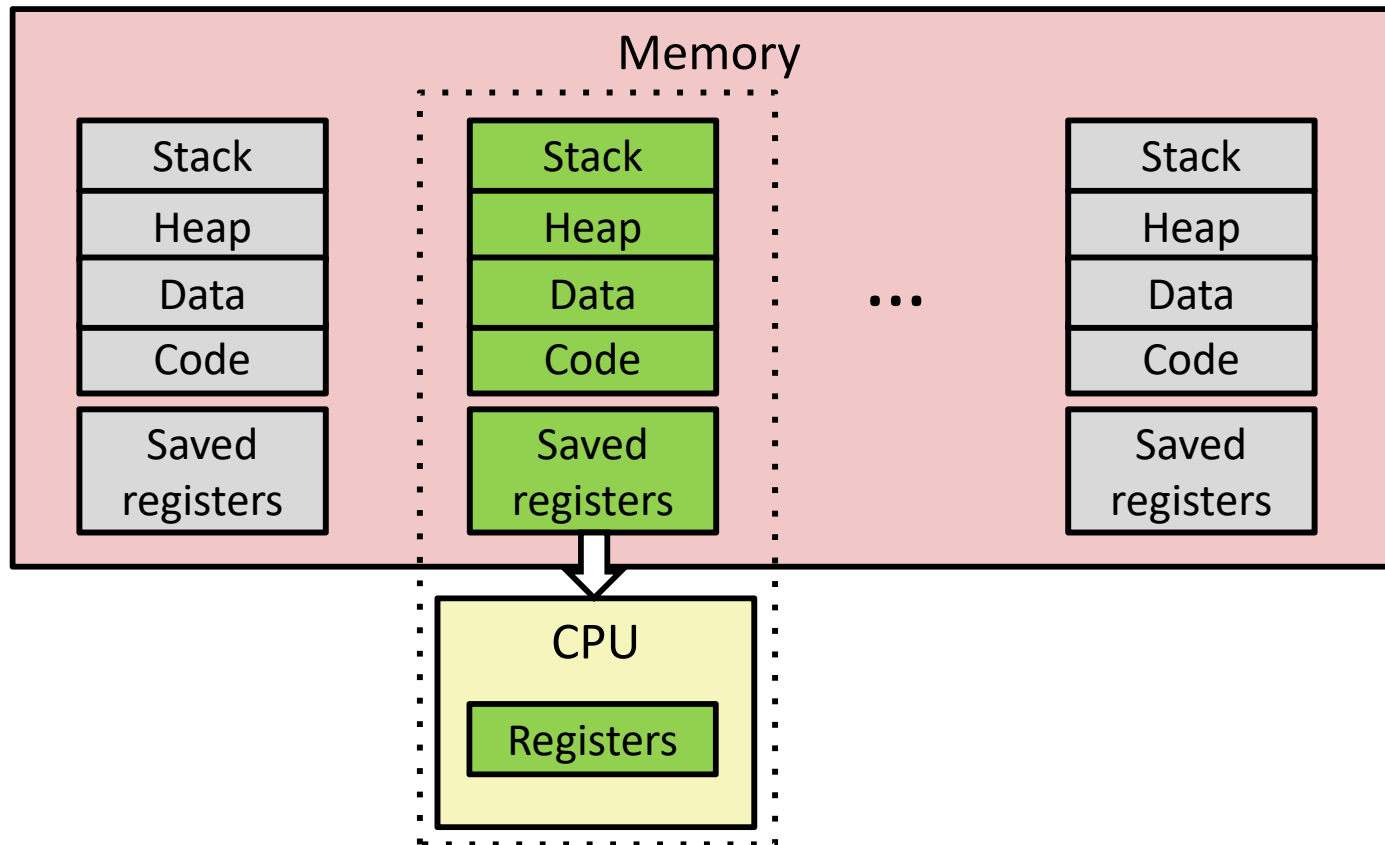 Memory
Stack
Heap
Data
Code
Saved
registers
Stack
Heap
Data
Code
Saved
registers
...
Stack
Heap
Data
Code
Saved
registers
CPU
Registers